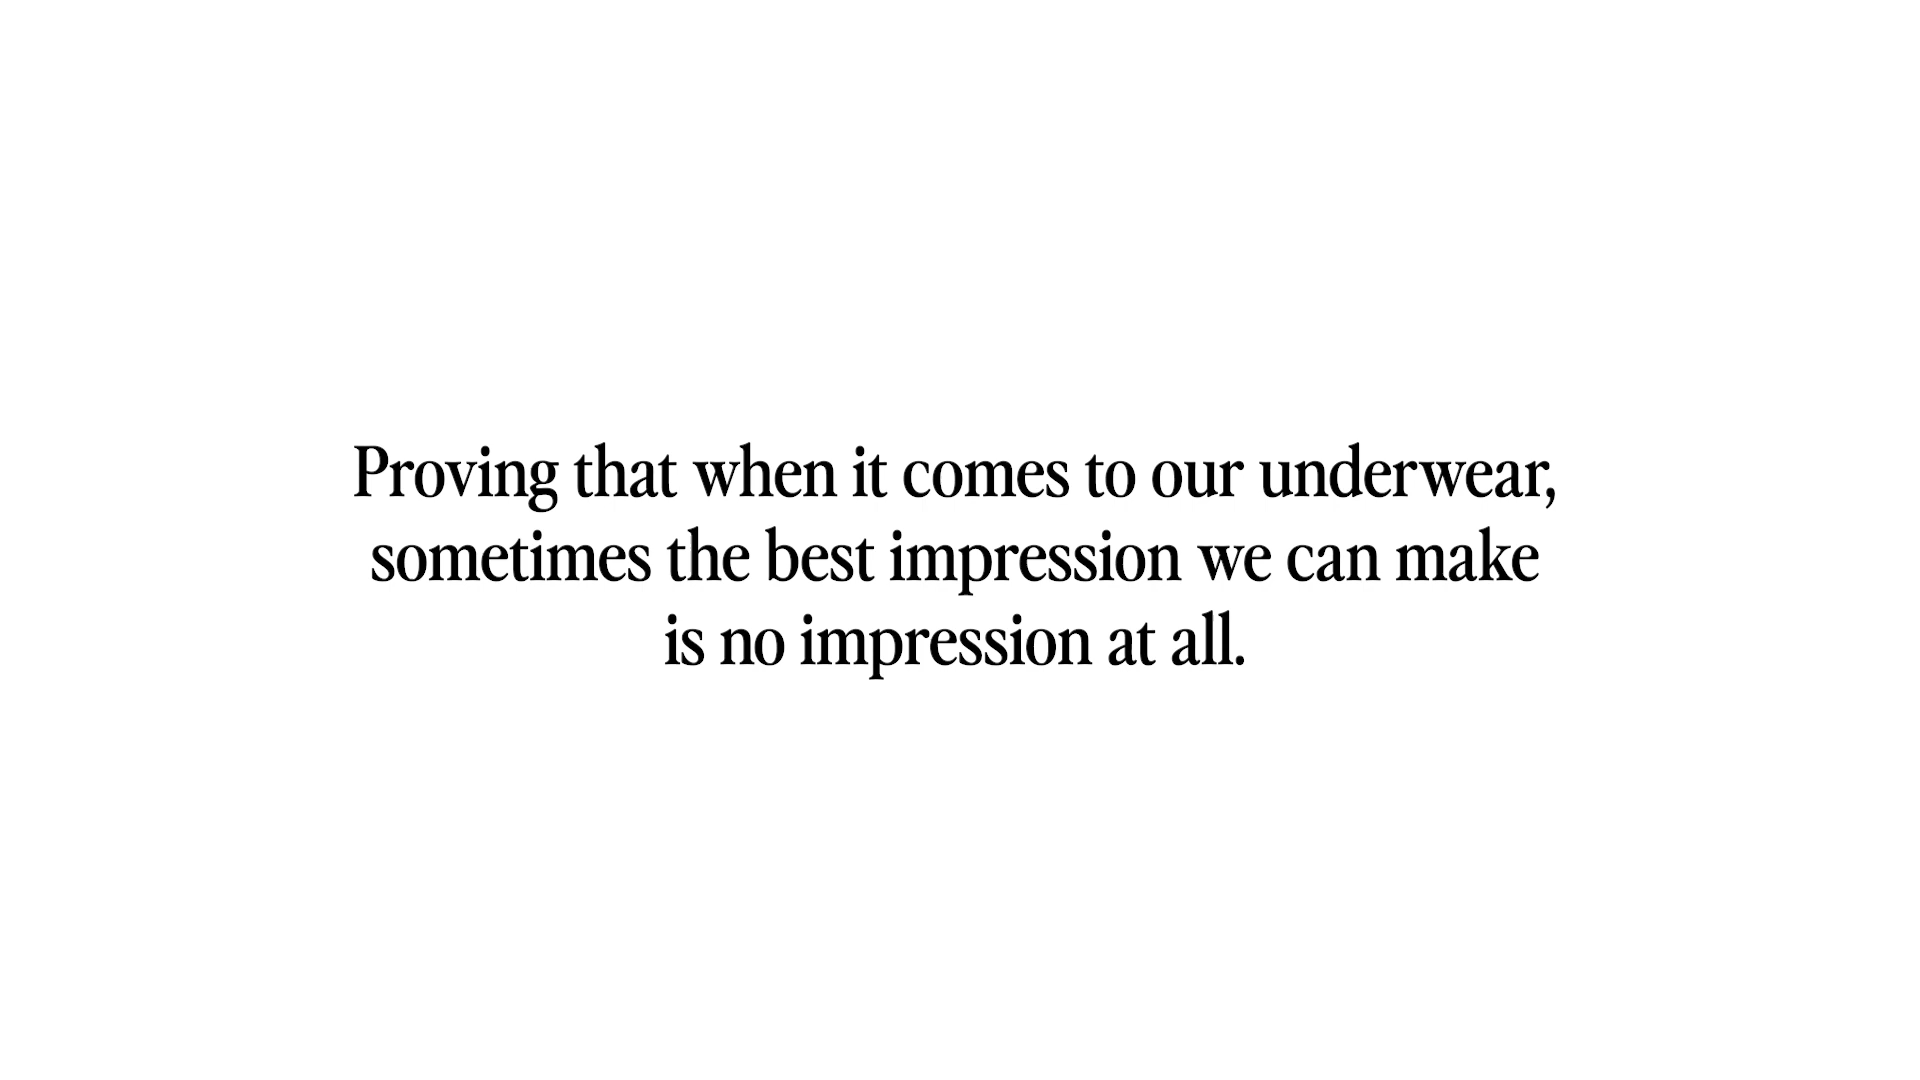 Proving that when it comes to our underwear,
sometimes the best impression we can make
is no impression at all.